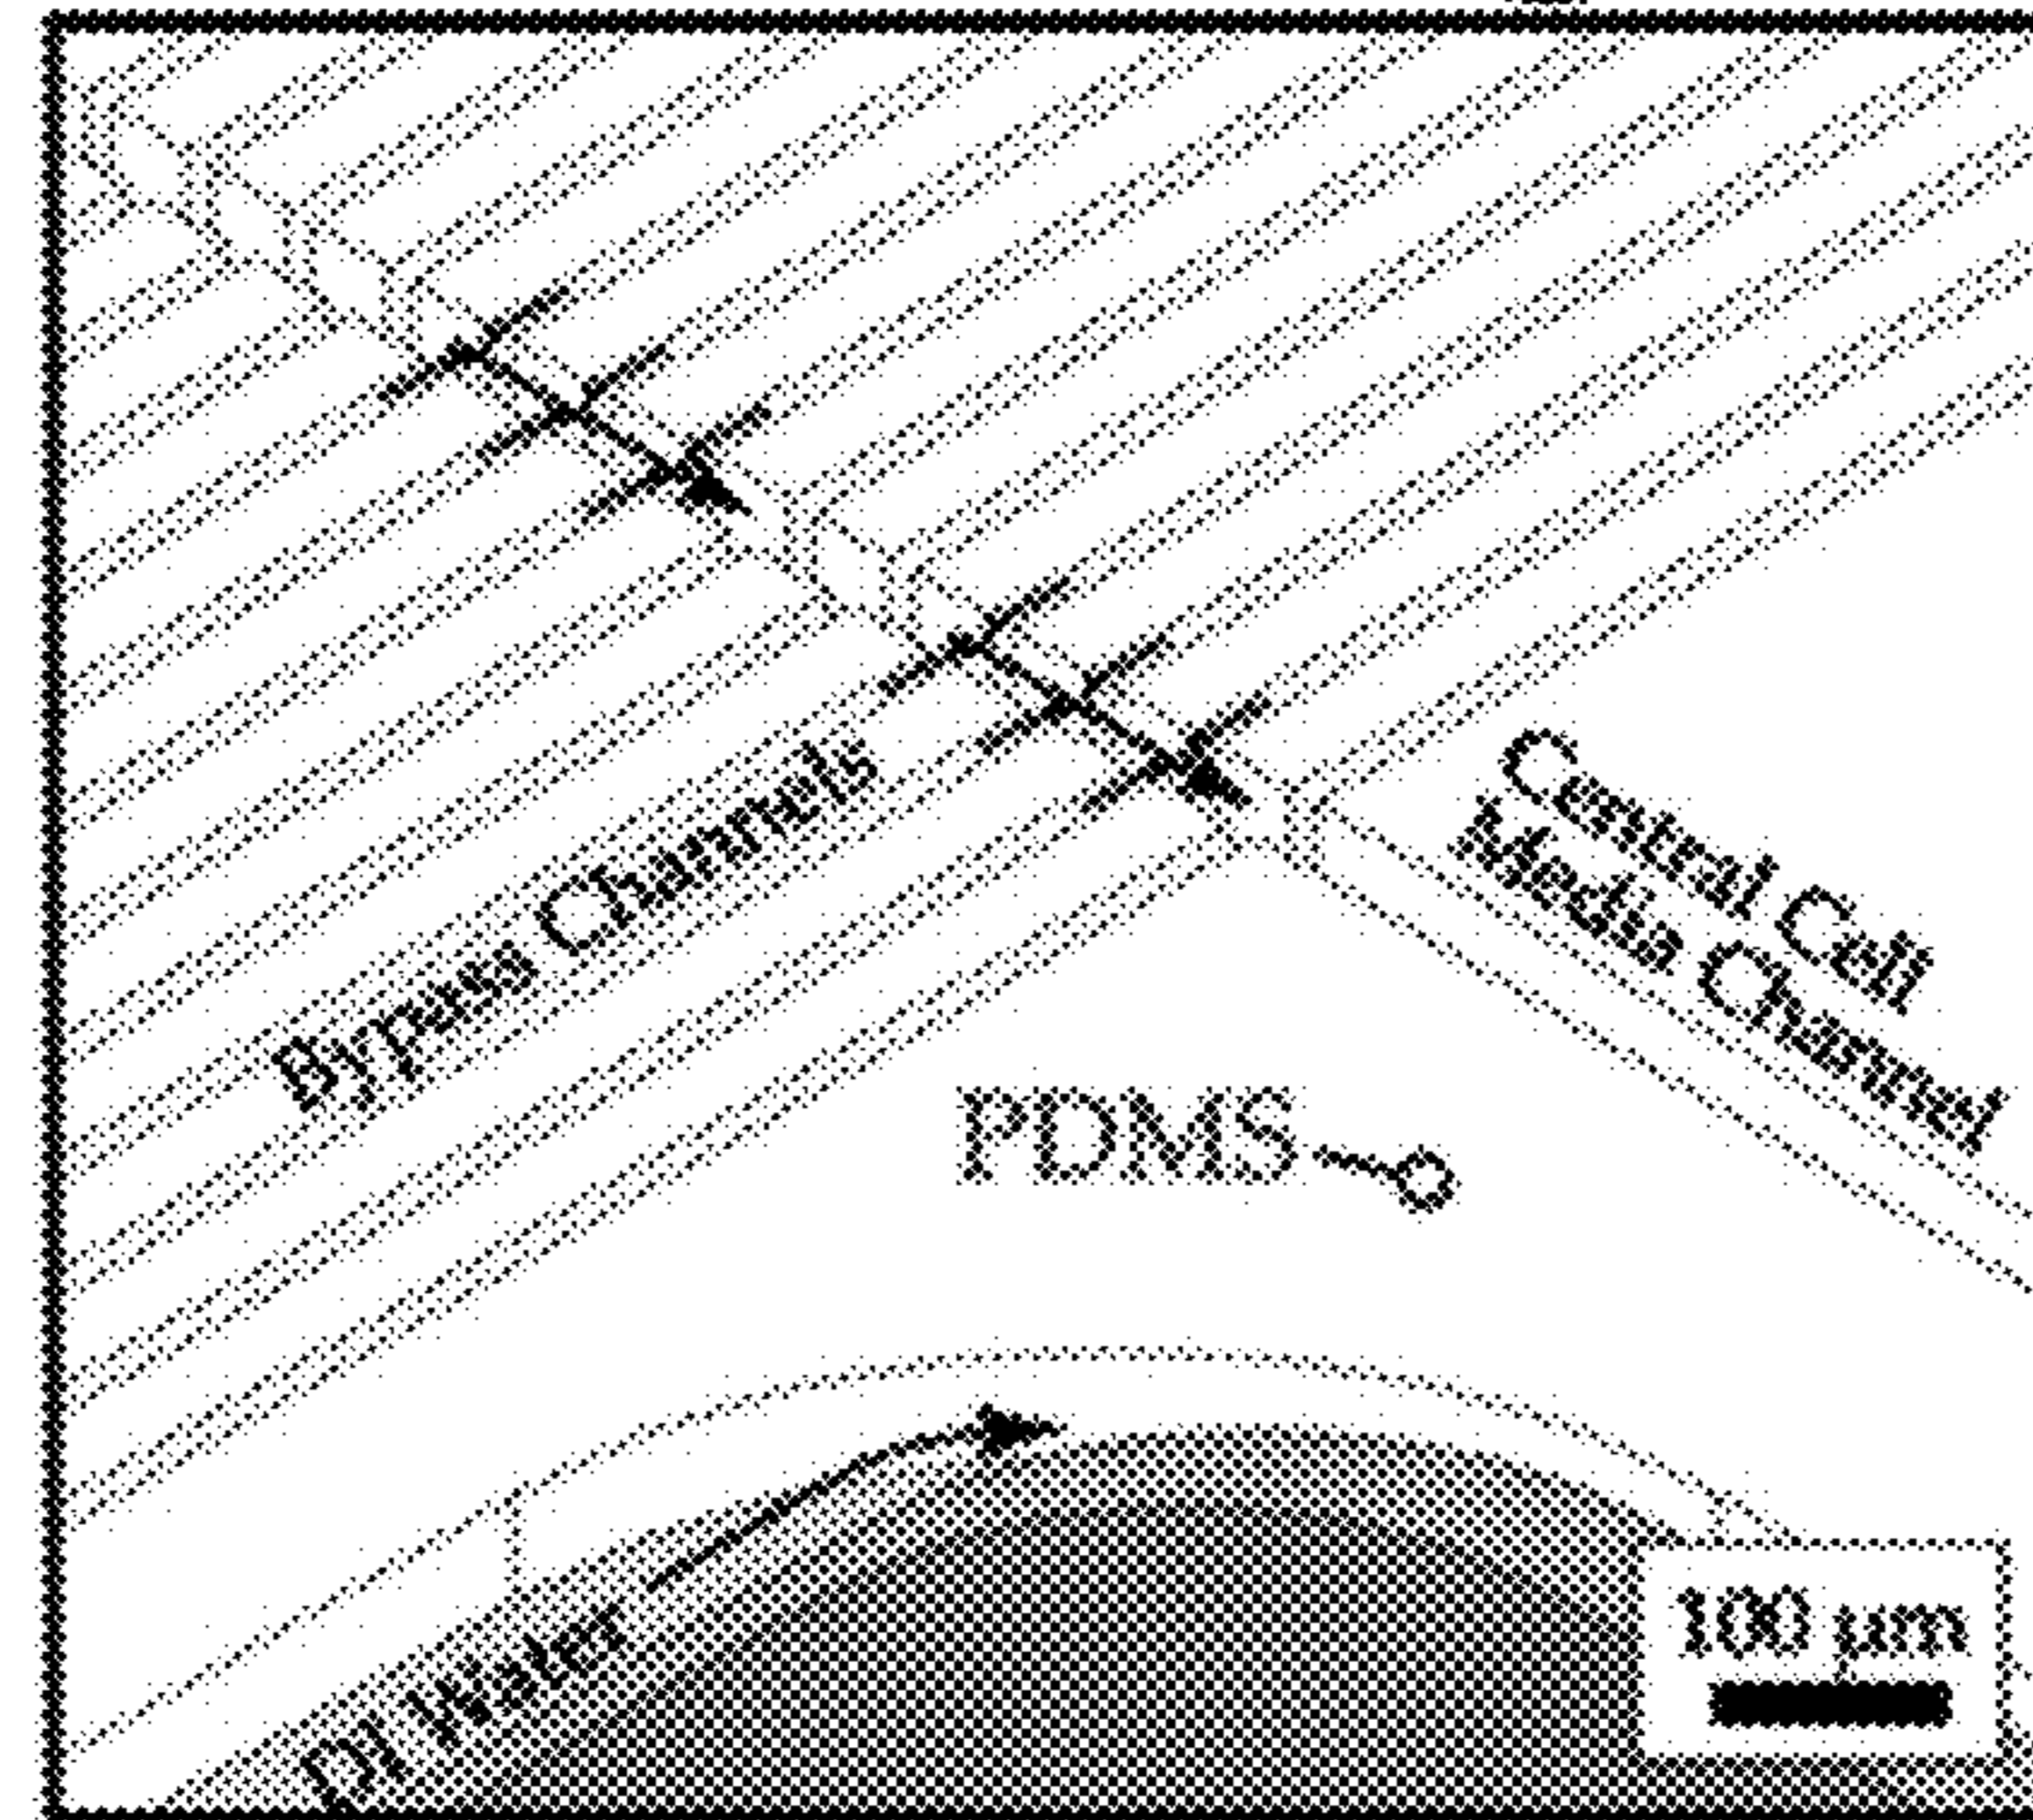 Bypass Channels
Central Cell
Media Channel
PDMS
DI Water
100 μm